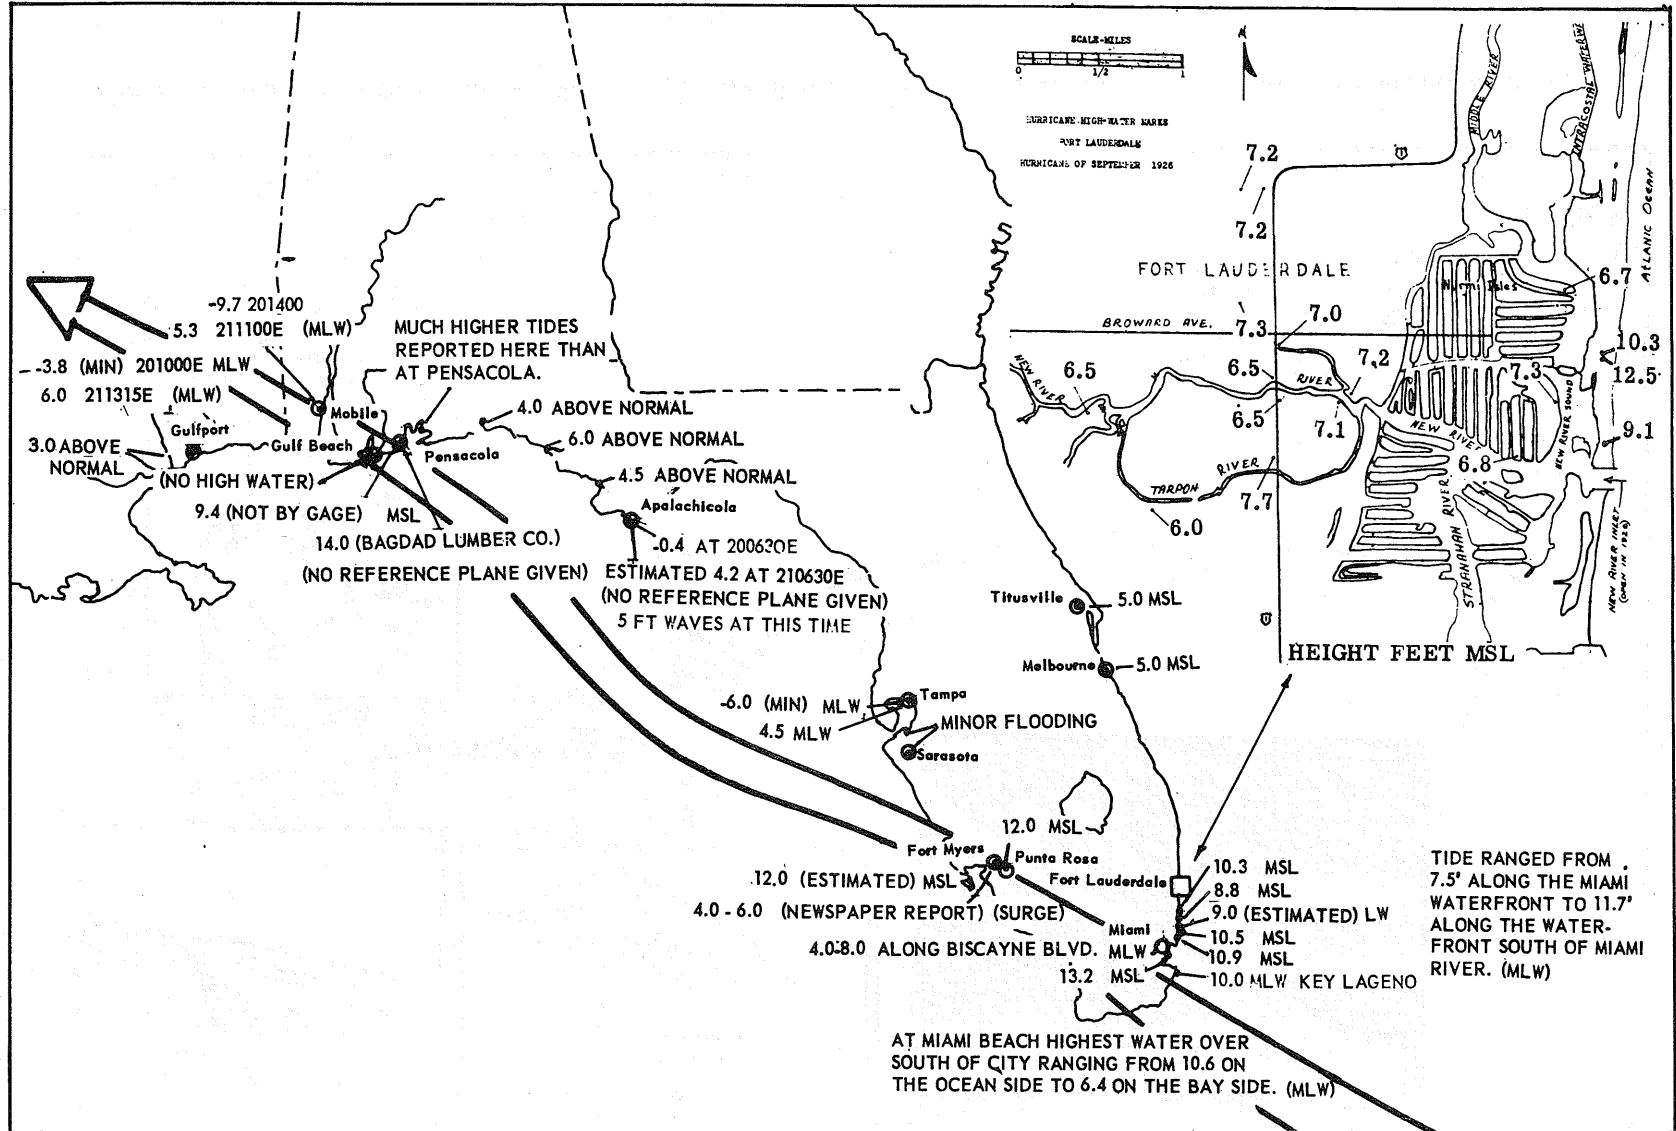 SCALE-MILES
0 1/2 1
HURRICANE HIGH-WATER MARKS
FORT LAUDERDALE
HURRICANE OF SEPTEMBER 1926
MIDDLE RIVER
INTRACOSTAL WATERWE
ATLANIC OCEAN
7.2
7.2
FORT LAUDERDALE
Nurmi Isles
6.7
BROWARD AVE.
7.3
7.0
10.3
12.5
9.1
NEW RIVER
6.5
6.5
RIVER
7.2
7.3
6.5
7.1
NEW RIVER
NEW RIVER SOUND
6.8
RIVER
TARPON
7.7
6.0
STRANAHAN RIVER
NEW RIVER INLET
(OPEN IN 1926)
1
1
HEIGHT FEET MSL
-9.7 201400
5.3 211100E (MLW)
-3.8 (MIN) 201000E MLW
6.0 211315E (MLW)
MUCH HIGHER TIDES
REPORTED HERE THAN
AT PENSACOLA.
Mobile
Gulfport
Gulf Beach
Pensacola
3.0 ABOVE
NORMAL
(NO HIGH WATER)
9.4 (NOT BY GAGE) MSL
14.0 (BAGDAD LUMBER CO.)
(NO REFERENCE PLANE GIVEN)
4.0 ABOVE NORMAL
6.0 ABOVE NORMAL
4.5 ABOVE NORMAL
Apalachicola
-0.4 AT 200630E
ESTIMATED 4.2 AT 210630E
(NO REFERENCE PLANE GIVEN)
5 FT WAVES AT THIS TIME
Titusville
5.0 MSL
Melbourne
5.0 MSL
-6.0 (MIN) MLW
Tampa
4.5 MLW
MINOR FLOODING
Sarasota
12.0 MSL
Fort Myers
Punta Rosa
12.0 (ESTIMATED) MSL
Fort Lauderdale
4.0-6.0 (NEWSPAPER REPORT) (SURGE)
Miami
4.0-8.0 ALONG BISCAYNE BLVD. MLW
13.2 MSL
10.3 MSL
8.8 MSL
9.0 (ESTIMATED) LW
10.5 MSL
10.9 MSL
10.0 MLW KEY LAGENO
TIDE RANGED FROM
7.5' ALONG THE MIAMI
WATERFRONT TO 11.7'
ALONG THE WATER-
FRONT SOUTH OF MIAMI
RIVER. (MLW)
AT MIAMI BEACH HIGHEST WATER OVER
SOUTH OF CITY RANGING FROM 10.6 ON
THE OCEAN SIDE TO 6.4 ON THE BAY SIDE. (MLW)